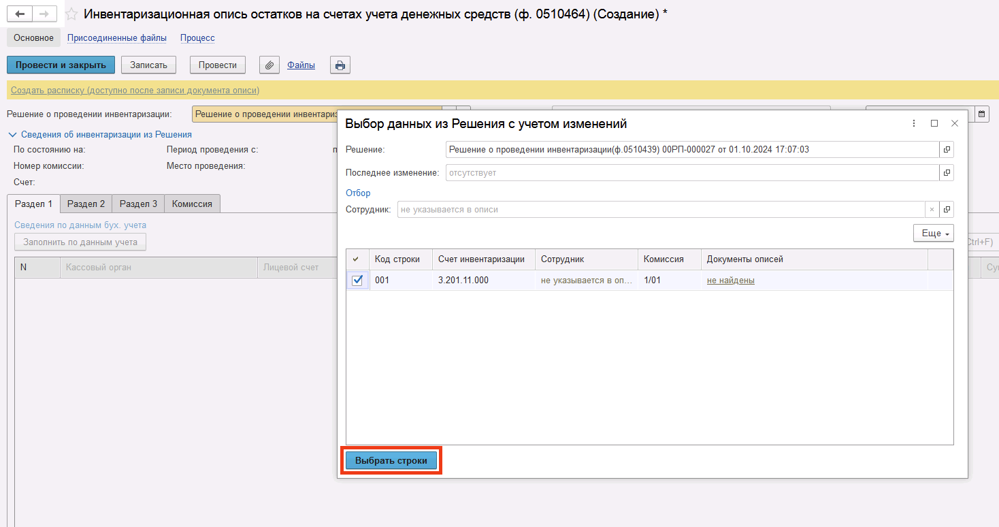 Инвентаризационная опись остатков на счетах учета денежных средств (ф. 0510464) (Создание) *
Основное Присоединенные файлы Процесс
Провести и закрыть Записать Провести Файлы
Создать расписку (доступно после записи документа описи)
Решение о проведении инвентаризации: Решение о проведении инвентариз
Сведения об инвентаризации из Решения
По состоянию на: Период проведения с: п
Номер комиссии: Место проведения:
Счет:
Раздел 1 Раздел 2 Раздел 3 Комиссия
Сведения по данным бух. учета
Заполнить по данным учета
Ctrl+F)
N Кассовый орган Лицевой счет Су
Выбор данных из Решения с учетом изменений
Решение: Решение о проведении инвентаризации(ф.0510439) 00РП-000027 от 01.10.2024 17:07:03
Последнее изменение: отсутствует
Отбор
Сотрудник: не указывается в описи
Еще
Код строки Счет инвентаризации Сотрудник Комиссия Документы описей
001 3.201.11.000 не указывается в оп... 1/01 не найдены
Выбрать строки